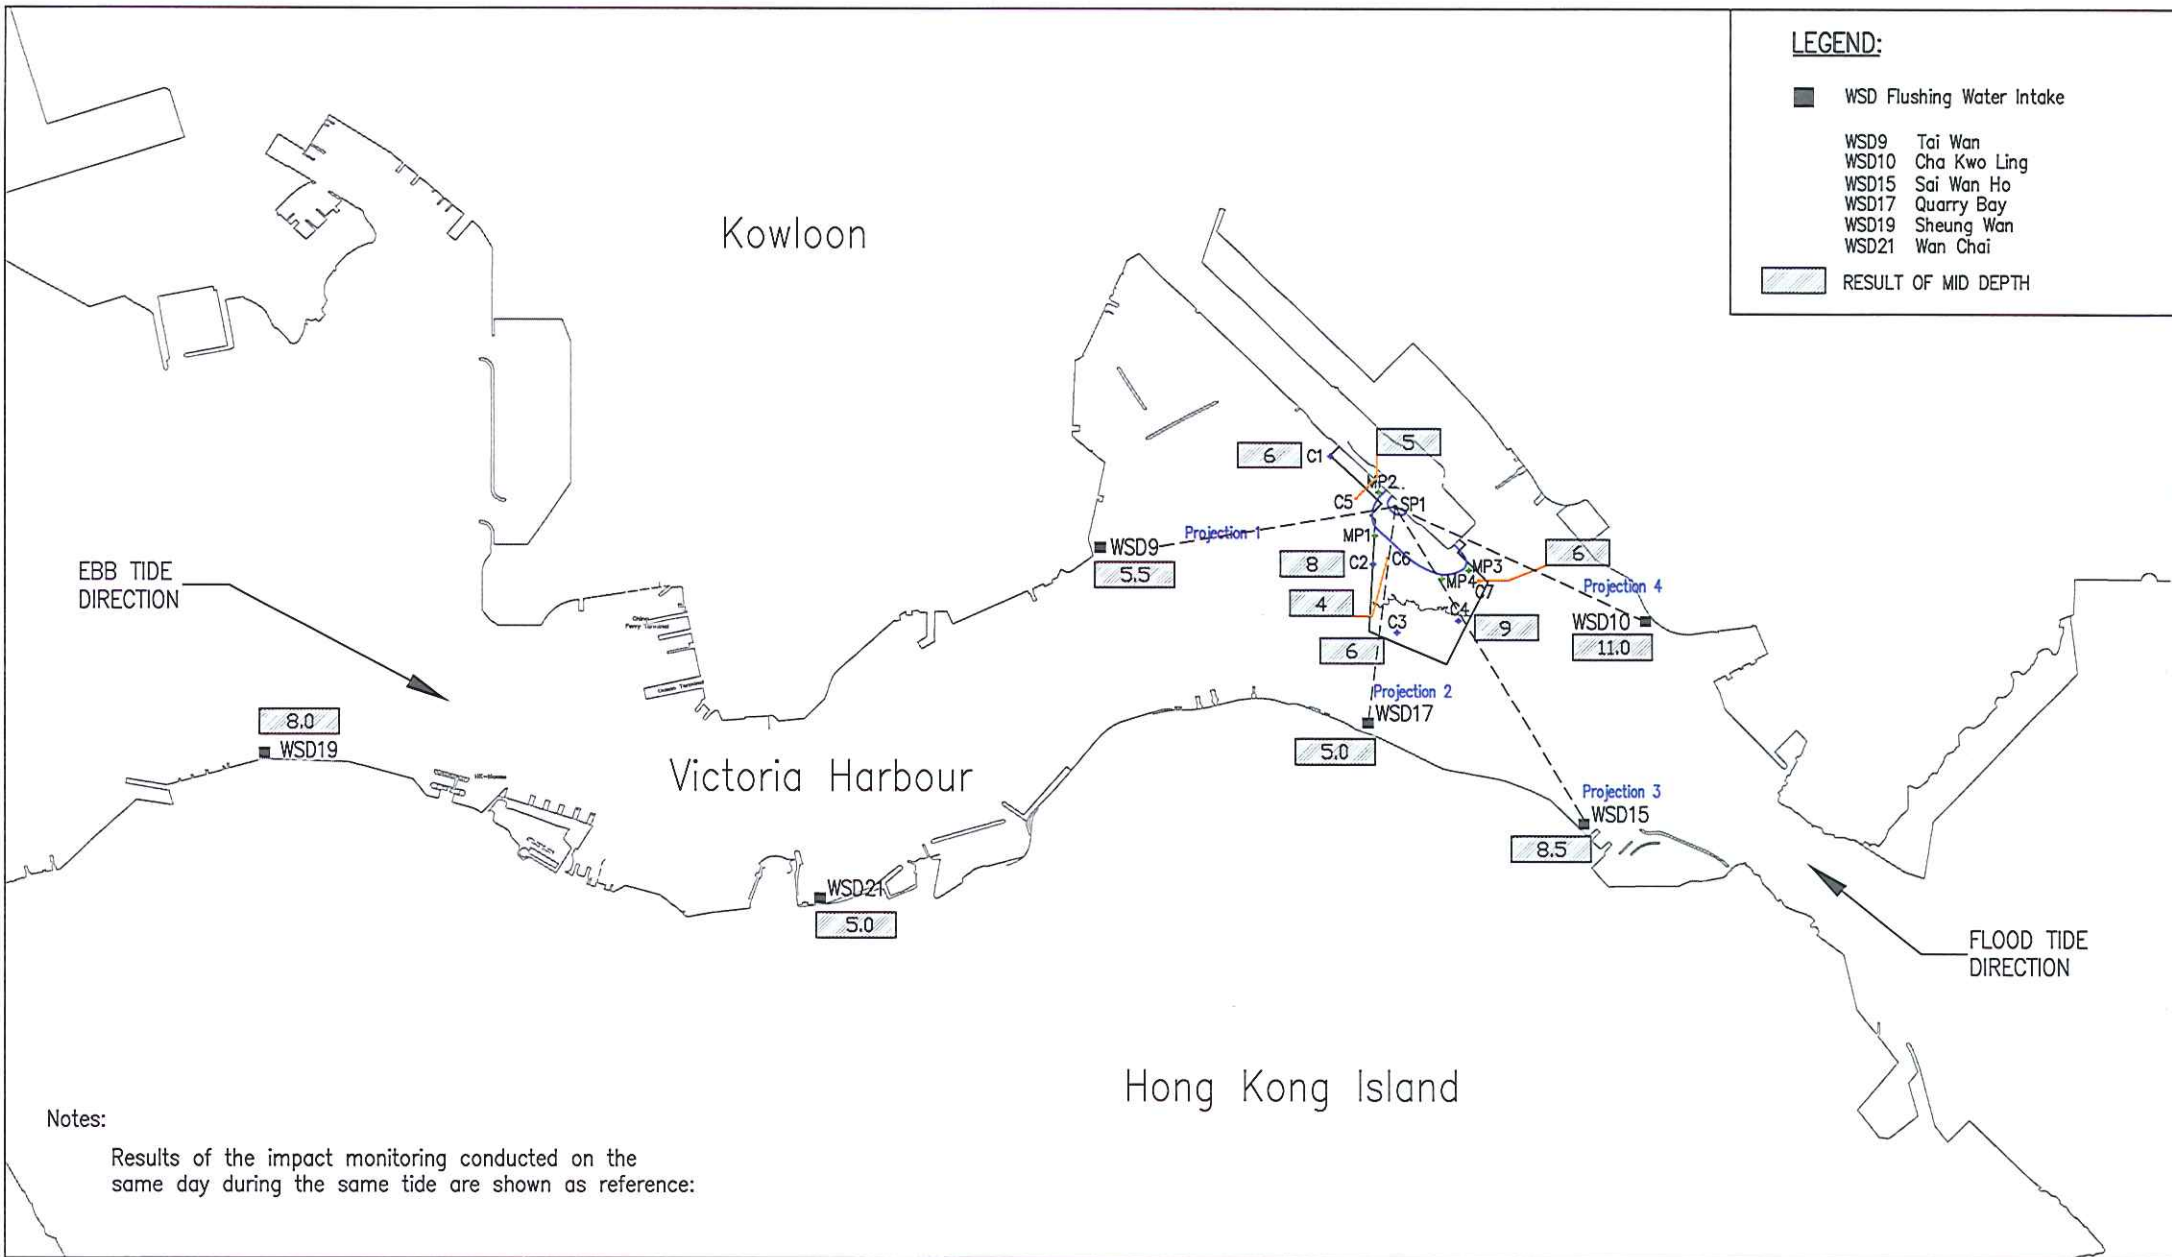 LEGEND:
WSD Flushing Water Intake
WSD9 Tai Wan
WSD10 Cha Kwo Ling
WSD15 Sai Wan Ho
WSD17 Quarry Bay
WSD19 Sheung Wan
WSD21 Wan Chai
RESULT OF MID DEPTH
Kowloon
5
6 C1
MP2
C5 SP1
Projection 1
WSD9
5.5
MP1
8 C2 C6
MP3
MP4 C7
6
Projection 4
4
C3
C4
9
WSD10
11.0
6
EBB TIDE
DIRECTION
China
Ferry Terminal
Ocean Terminal
Projection 2
WSD17
5.0
8.0
WSD19
Victoria Harbour
Projection 3
WSD15
8.5
WSD21
5.0
FLOOD TIDE
DIRECTION
Hong Kong Island
Notes:
Results of the impact monitoring conducted on the
same day during the same tide are shown as reference: